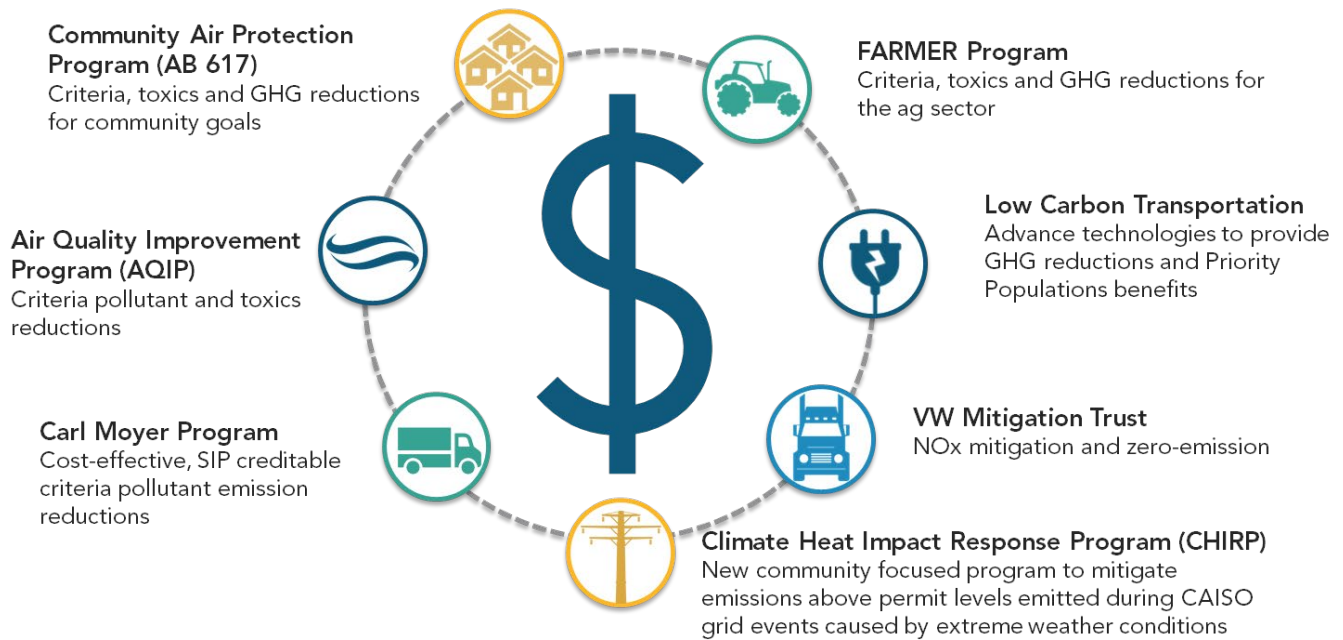 Community Air Protection
Program (AB 617)
Criteria, toxics and GHG reductions
for community goals
FARMER Program
Criteria, toxics and GHG reductions for
the ag sector
Low Carbon Transportation
Advance technologies to provide
GHG reductions and Priority
Populations benefits
VW Mitigation Trust
NOx mitigation and zero-emission
Climate Heat Impact Response Program (CHIRP)
New community focused program to mitigate
emissions above permit levels emitted during CAISO
grid events caused by extreme weather conditions
Carl Moyer Program
Cost-effective, SIP creditable
criteria pollutant emission
reductions
Air Quality Improvement
Program (AQIP)
Criteria pollutant and toxics
reductions
$